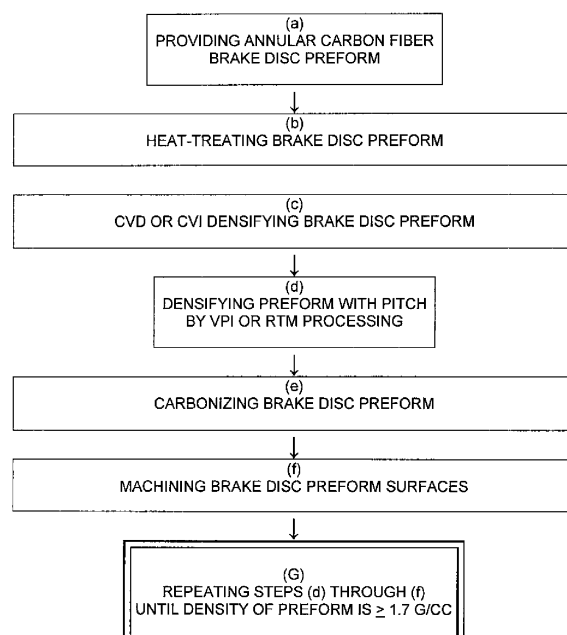 (a)
PROVIDING ANNULAR CARBON FIBER
BRAKE DISC PREFORM
↓
(b)
HEAT-TREATING BRAKE DISC PREFORM
(c)
CVD OR CVI DENSIFYING BRAKE DISC PREFORM
↓
(d)
DENSIFYING PREFORM WITH PITCH
BY VPI OR RTM PROCESSING
↓
(e)
CARBONIZING BRAKE DISC PREFORM
↓
(f)
MACHINING BRAKE DISC PREFORM SURFACES
↓
(G)
REPEATING STEPS (d) THROUGH (f)
UNTIL DENSITY OF PREFORM IS ≥ 1.7 G/CC